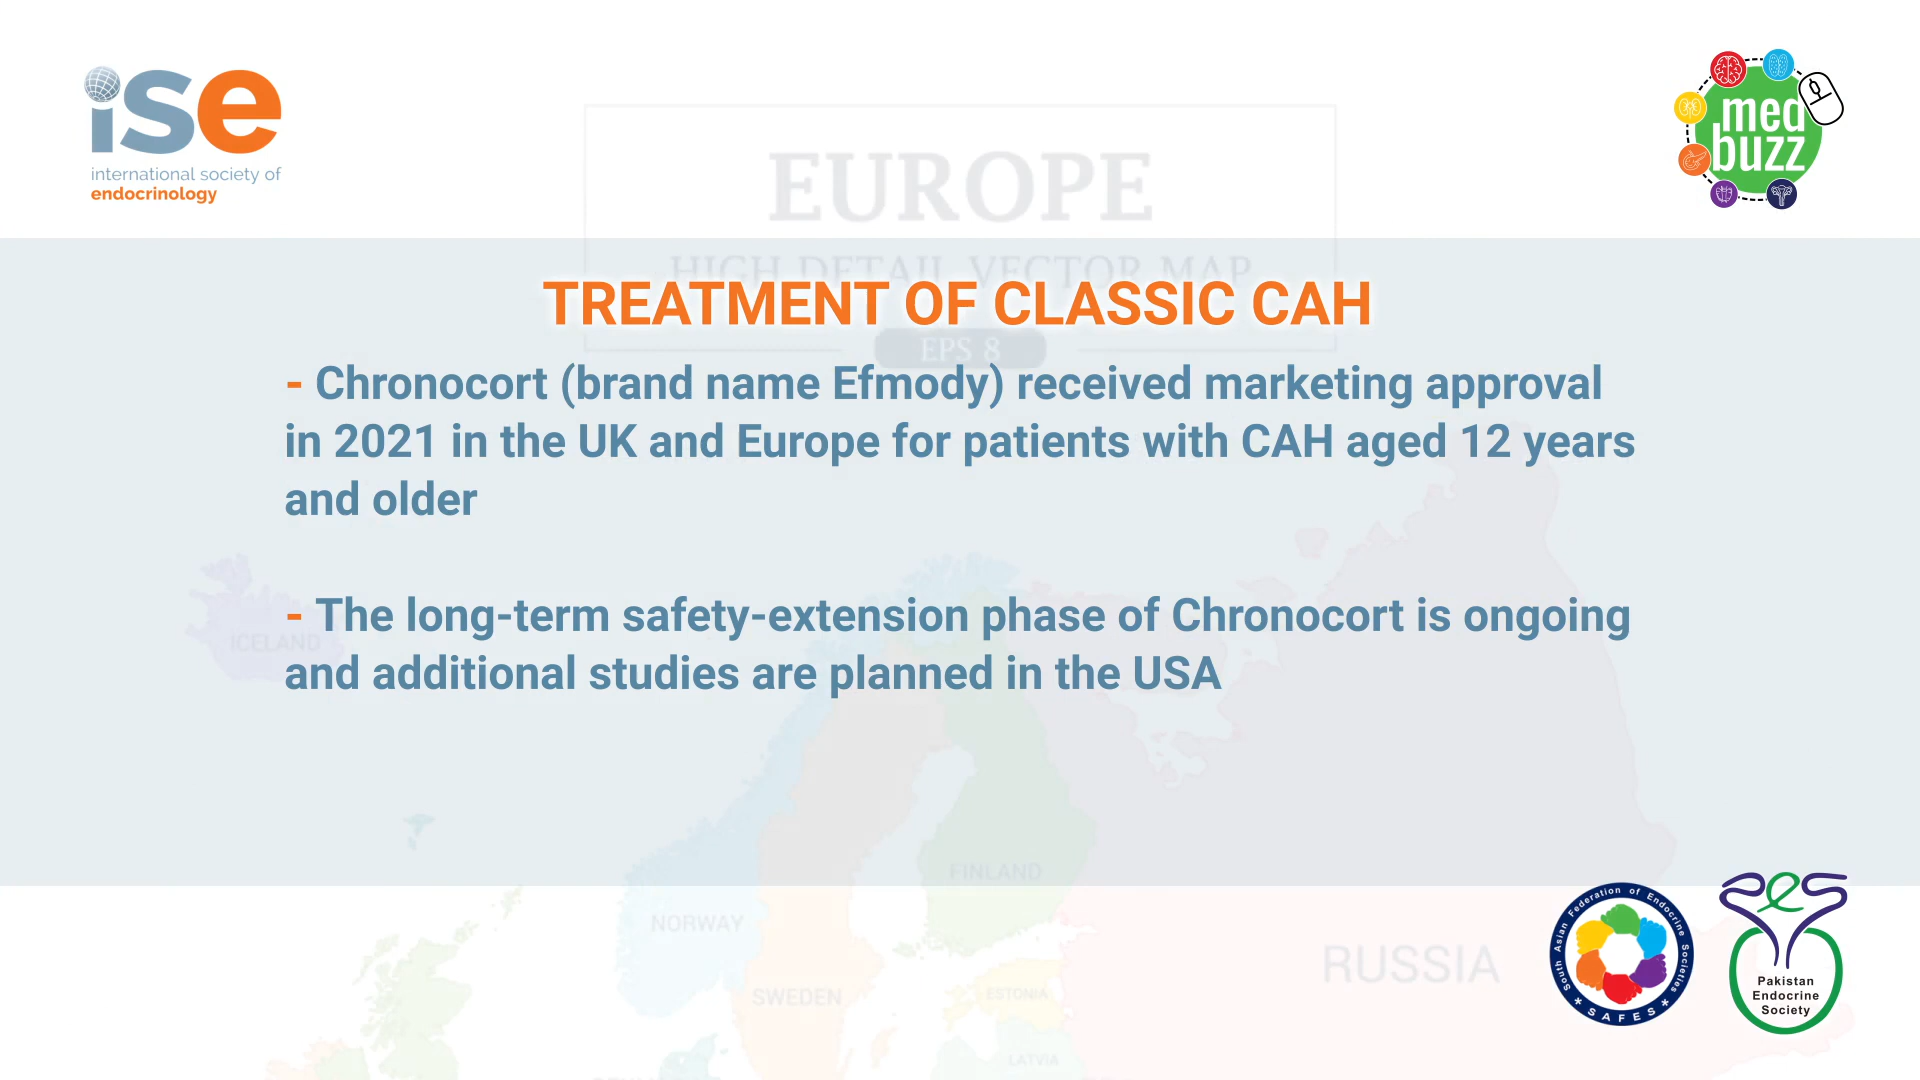 ise
international society of
endocrinology
med
buzz
EUROPE
HIGH DETAIL VECTOR MAP
EPS 8
TREATMENT OF CLASSIC CAH
- Chronocort (brand name Efmody) received marketing approval
in 2021 in the UK and Europe for patients with CAH aged 12 years
and older
- The long-term safety-extension phase of Chronocort is ongoing
and additional studies are planned in the USA
ICELAND
FINLAND
NORWAY
SWEDEN
ESTONIA
LATVIA
RUSSIA
South Asian Federation of Endocrine Societies
* SAFES *
PES
Pakistan
Endocrine
Society